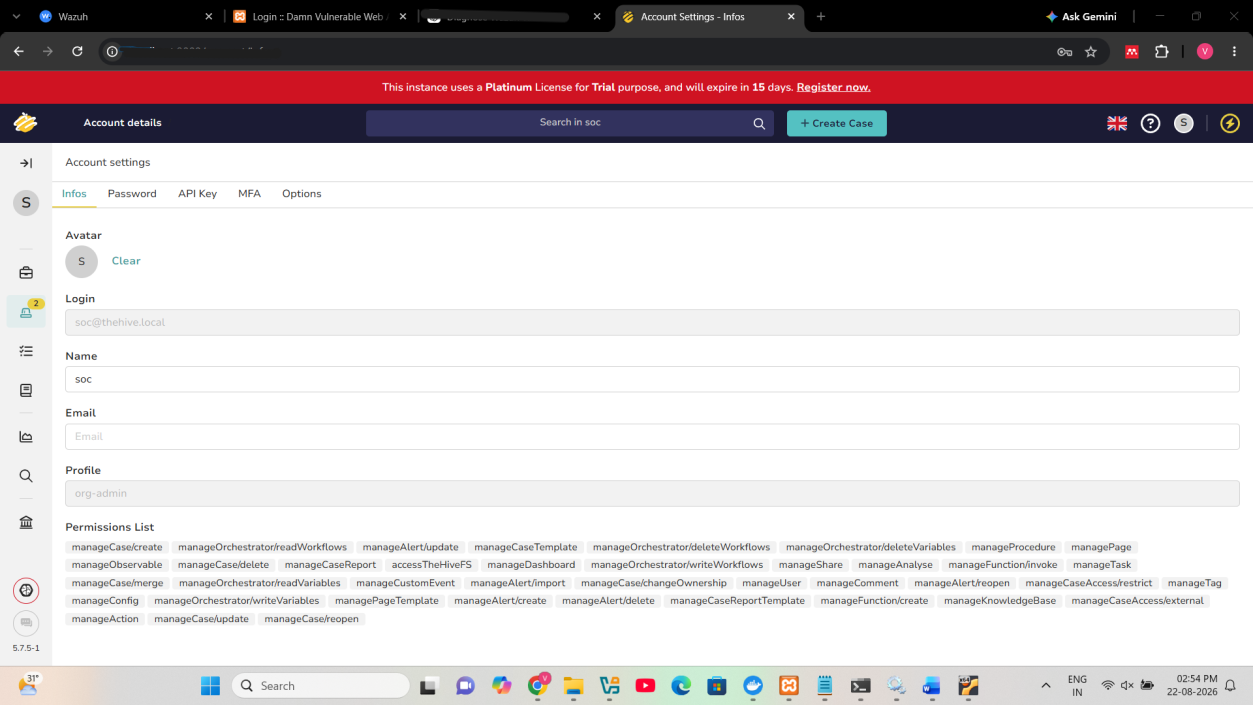 Wazuh
Login :: Damn Vulnerable Web
Account Settings - Infos
Ask Gemini
V
This instance uses a Platinum License for Trial purpose, and will expire in 15 days. Register now.
Account details
Search in soc
+ Create Case
?
S
Account settings
S
Infos Password API Key MFA Options
Avatar
S
Clear
2
Login
soc@thehive.local
Name
soc
Email
Email
Profile
org-admin
Permissions List
manageCase/create manageOrchestrator/readWorkflows manageAlert/update manageCaseTemplate manageOrchestrator/deleteWorkflows manageOrchestrator/deleteVariables manageProcedure managePage
manageObservable manageCase/delete manageCaseReport accessTheHiveFS manageDashboard manageOrchestrator/writeWorkflows manageShare manageAnalyse manageFunction/invoke manageTask
manageCase/merge manageOrchestrator/readVariables manageCustomEvent manageAlert/import manageCase/changeOwnership manageUser manageComment manageAlert/reopen manageCaseAccess/restrict manageTag
manageConfig manageOrchestrator/writeVariables managePageTemplate manageAlert/create manageAlert/delete manageCaseReportTemplate manageFunction/create manageKnowledgeBase manageCaseAccess/external
manageAction manageCase/update manageCase/reopen
5.7.5-1
31°
Search
ENG
IN
02:54 PM
22-08-2026